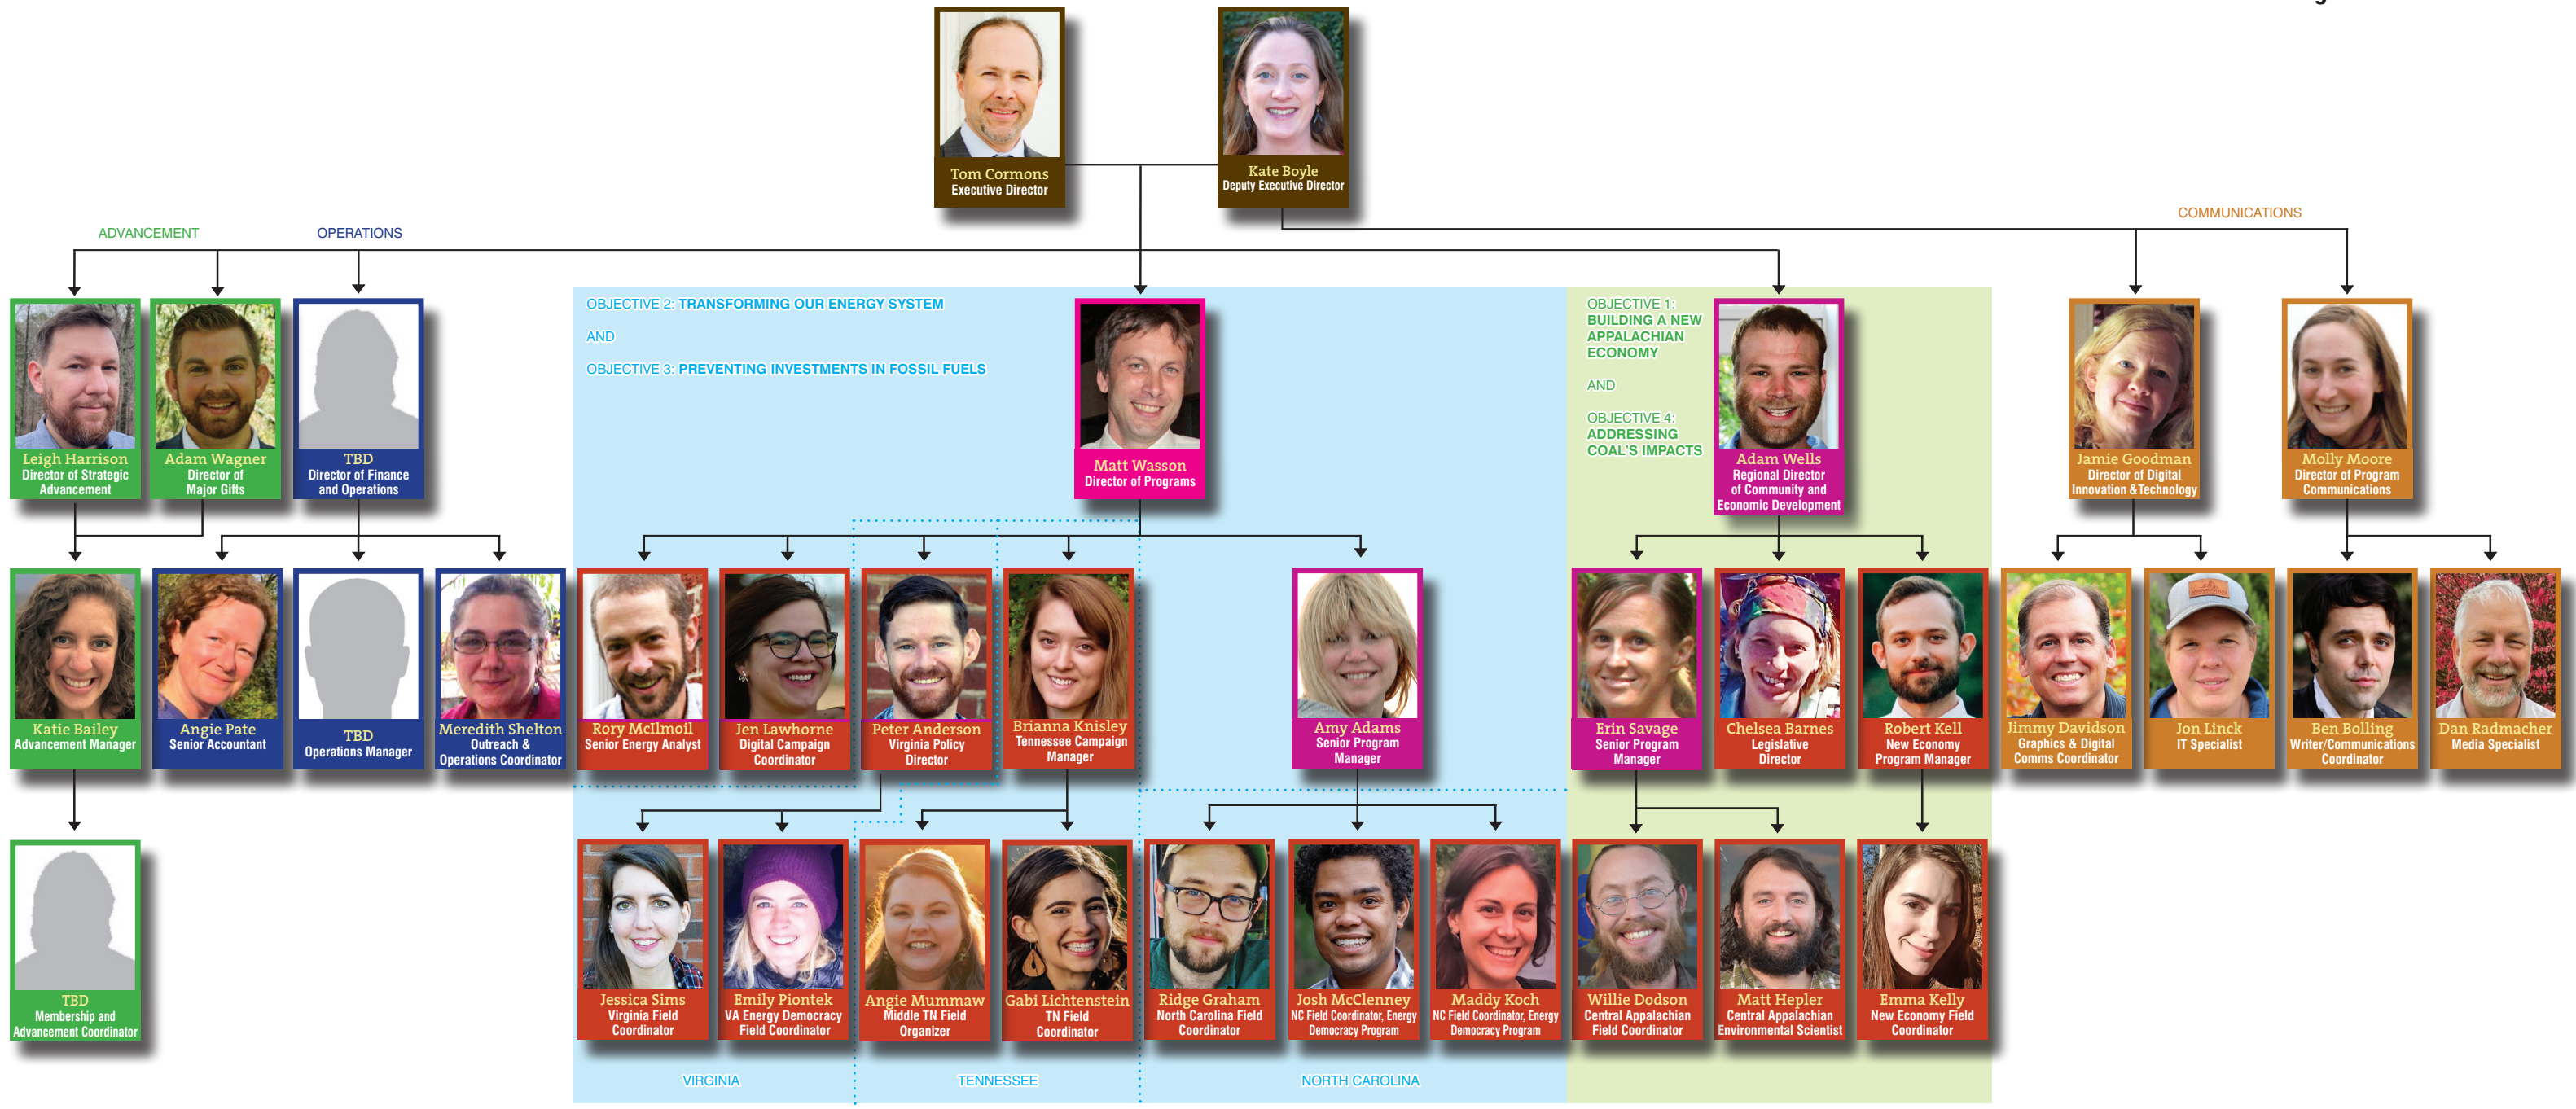 Tom Cormons
Executive Director
Kate Boyle
Deputy Executive Director
ADVANCEMENT
OPERATIONS
COMMUNICATIONS
Leigh Harrison
Director of Strategic
Advancement
Adam Wagner
Director of
Major Gifts
TBD
Director of Finance
and Operations
OBJECTIVE 2: TRANSFORMING OUR ENERGY SYSTEM
AND
OBJECTIVE 3: PREVENTING INVESTMENTS IN FOSSIL FUELS
Matt Wasson
Director of Programs
OBJECTIVE 1:
BUILDING A NEW
APPALACHIAN
ECONOMY
AND
OBJECTIVE 4:
ADDRESSING
COAL'S IMPACTS
Adam Wells
Regional Director
of Community and
Economic Development
Jamie Goodman
Director of Digital
Innovation &Technology
Molly Moore
Director of Program
Communications
Katie Bailey
Advancement Manager
Angie Pate
Senior Accountant
TBD
Operations Manager
Meredith Shelton
Outreach &
Operations Coordinator
Rory McIlmoil
Senior Energy Analyst
Jen Lawhorne
Digital Campaign
Coordinator
Peter Anderson
Virginia Policy
Director
Brianna Knisley
Tennessee Campaign
Manager
Amy Adams
Senior Program
Manager
Erin Savage
Senior Program
Manager
Chelsea Barnes
Legislative
Director
Robert Kell
New Economy
Program Manager
Jimmy Davidson
Graphics & Digital
Comms Coordinator
Jon Linck
IT Specialist
Ben Bolling
Writer/Communications
Coordinator
Dan Radmacher
Media Specialist
TBD
Membership and
Advancement Coordinator
Jessica Sims
Virginia Field
Coordinator
Emily Piontek
VA Energy Democracy
Field Coordinator
Angie Mummaw
Middle TN Field
Organizer
Gabi Lichtenstein
TN Field
Coordinator
Ridge Graham
North Carolina Field
Coordinator
Josh McClenney
NC Field Coordinator, Energy
Democracy Program
Maddy Koch
NC Field Coordinator, Energy
Democracy Program
Willie Dodson
Central Appalachian
Field Coordinator
Matt Hepler
Central Appalachian
Environmental Scientist
Emma Kelly
New Economy Field
Coordinator
VIRGINIA
TENNESSEE
NORTH CAROLINA